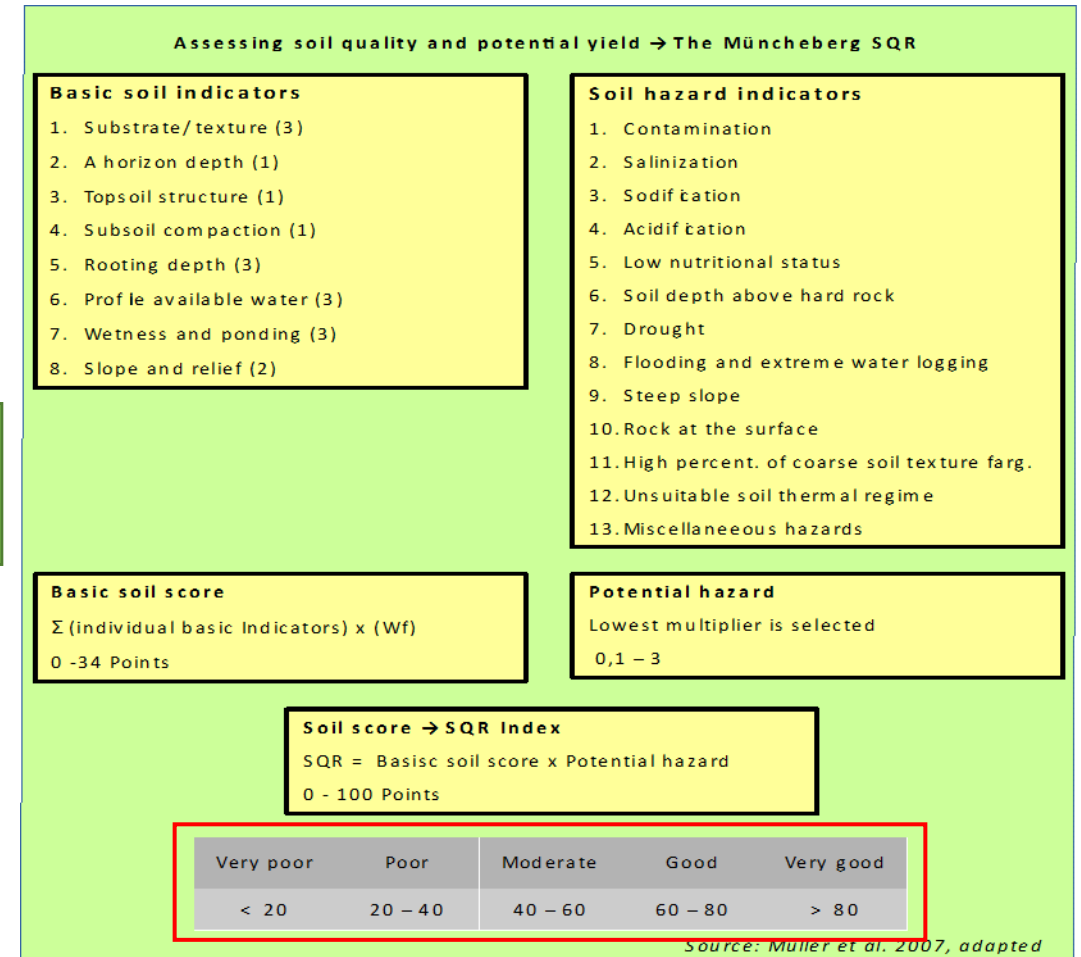 Assessing soil quality and potential yield → The Müncheberg SQR
Basic soil indicators
1. Substrate/texture (3)
2. A horizon depth (1)
3. Topsoil structure (1)
4. Subsoil compaction (1)
5. Rooting depth (3)
6. Profile available water (3)
7. Wetness and ponding (3)
8. Slope and relief (2)
Soil hazard indicators
1. Contamination
2. Salinization
3. Sodification
4. Acidification
5. Low nutritional status
6. Soil depth above hard rock
7. Drought
8. Flooding and extreme water logging
9. Steep slope
10. Rock at the surface
11. High percent. of coarse soil texture farg.
12. Unsuitable soil thermal regime
13. Miscellaneeous hazards
Basic soil score
Σ (individual basic Indicators) x (Wf)
0 -34 Points
Potential hazard
Lowest multiplier is selected
0,1 – 3
Soil score → SQR Index
SQR = Basisc soil score x Potential hazard
0 - 100 Points
Very poor Poor Moderate Good Very good
< 20 20 – 40 40 – 60 60 – 80 > 80
Source: Muller et al. 2007, adapted